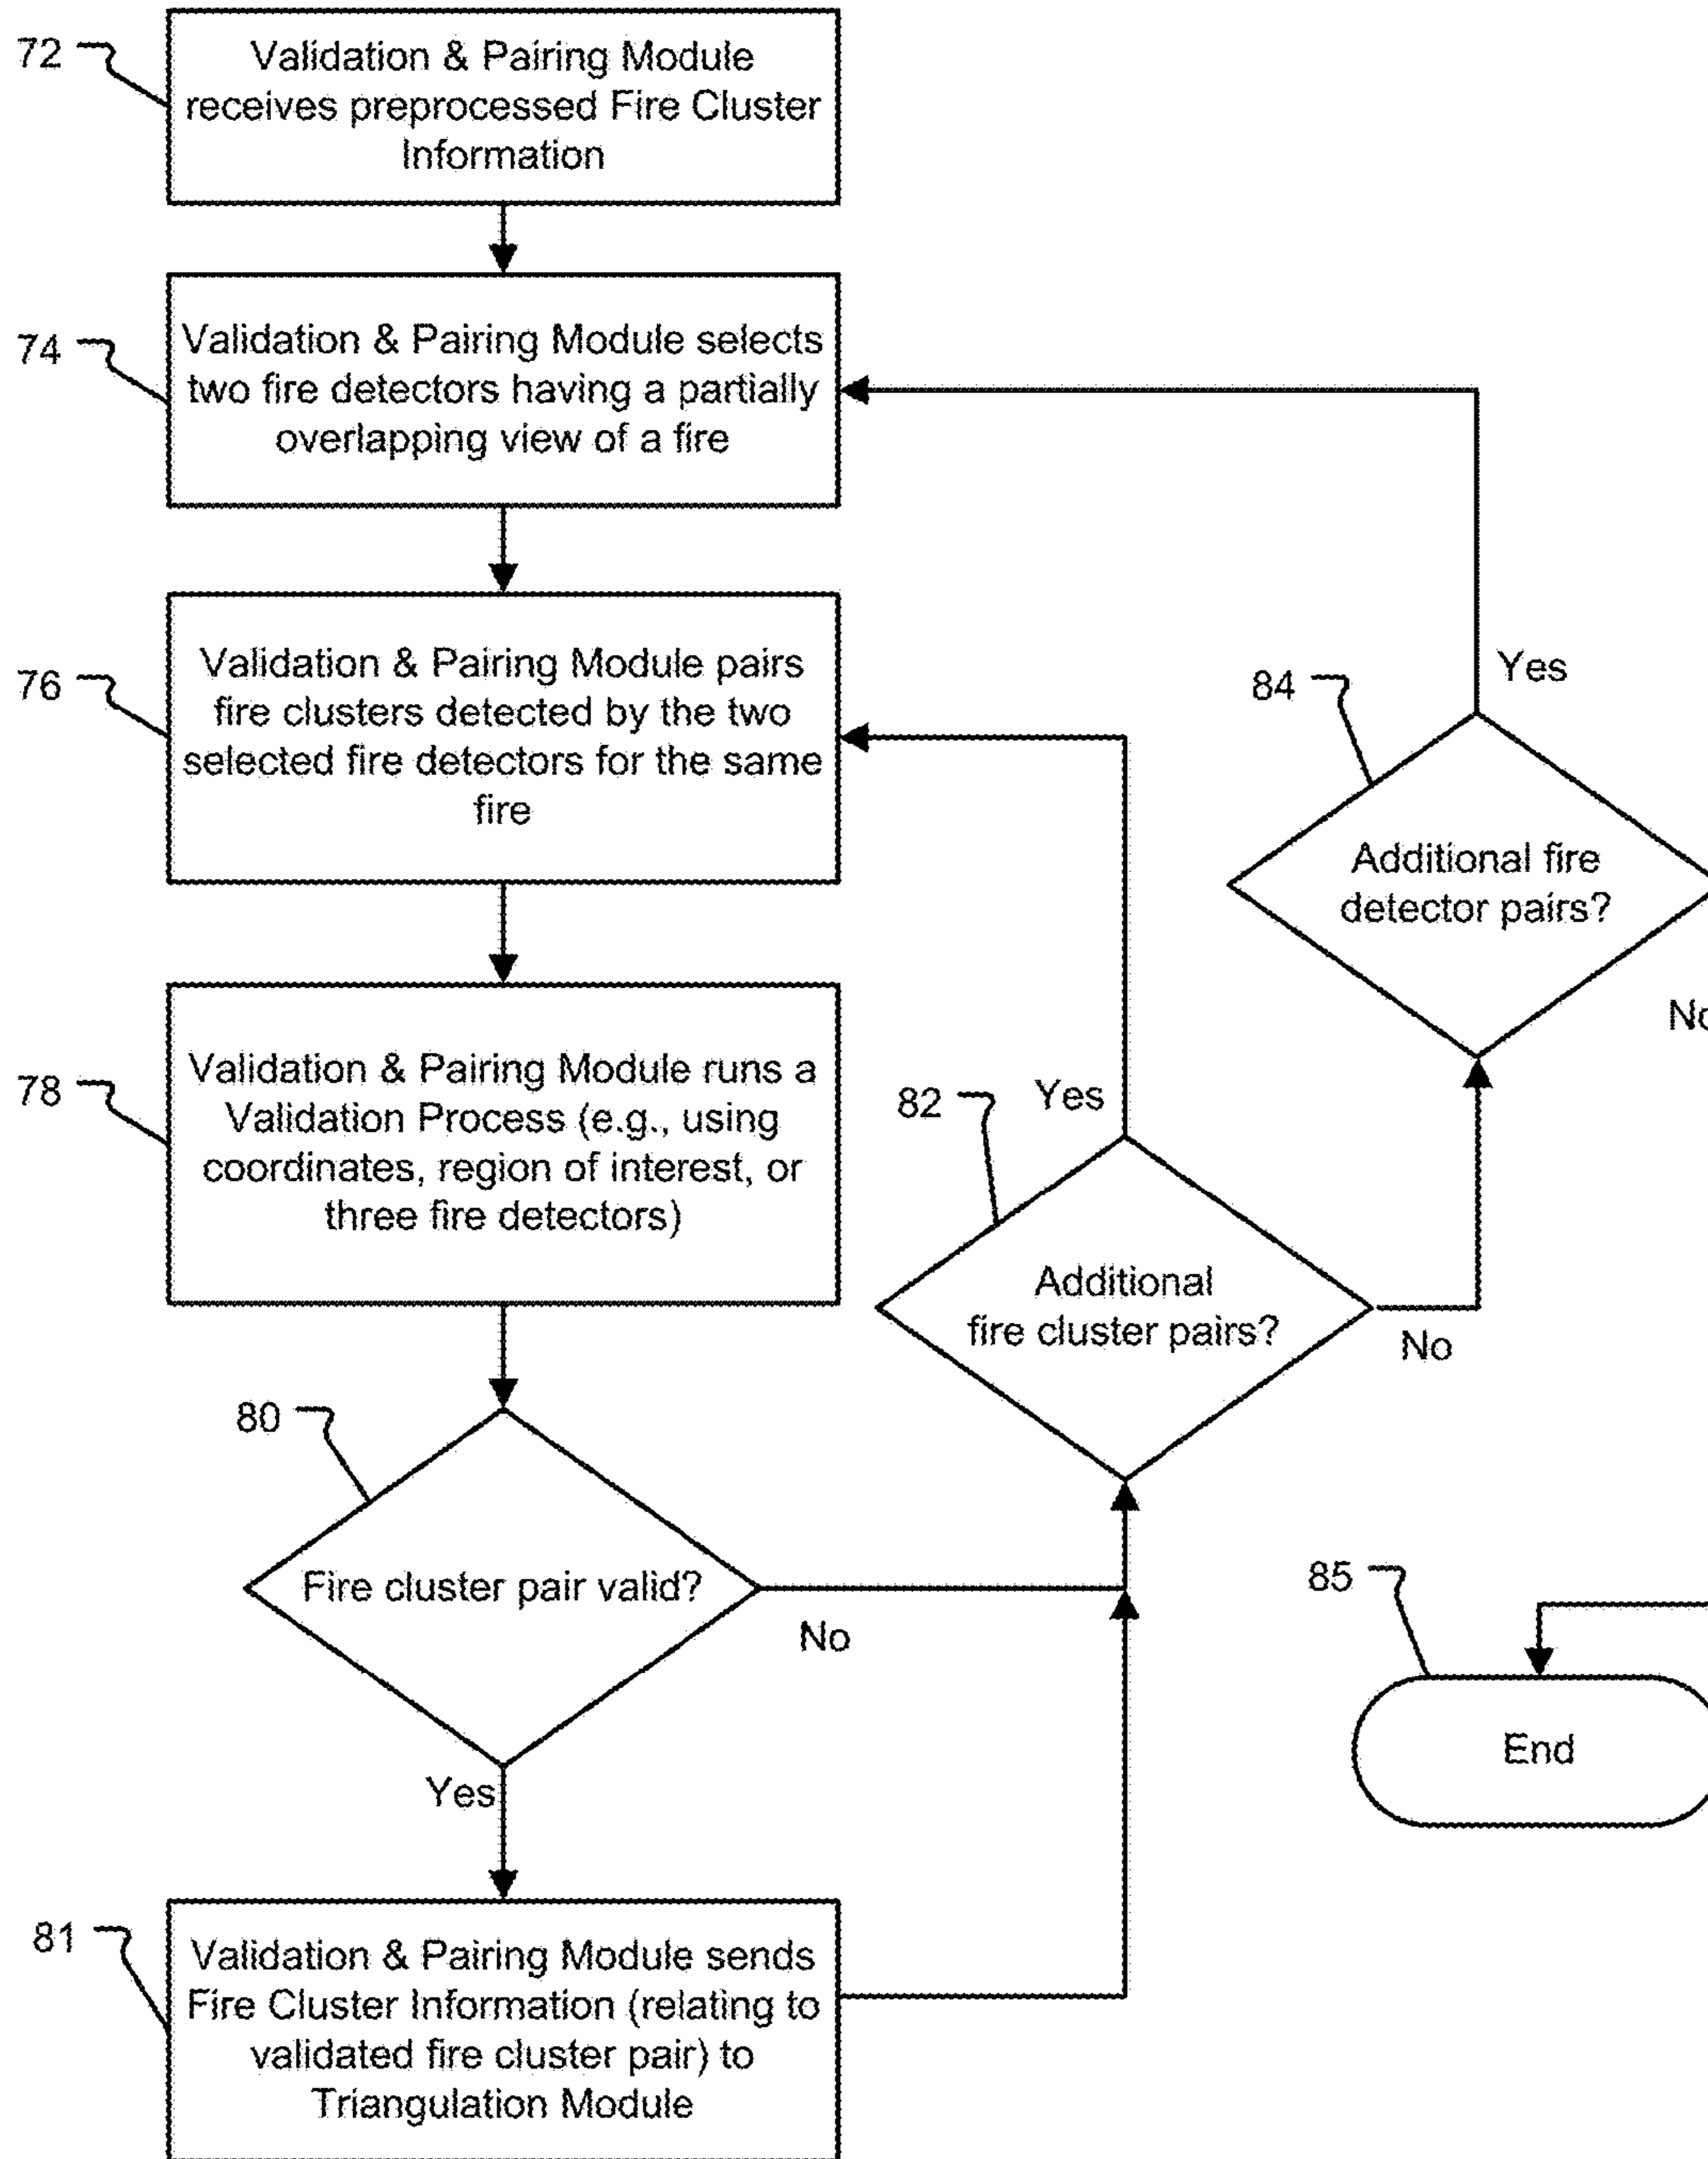 72
Validation & Pairing Module
receives preprocessed Fire Cluster
Information
74
Validation & Pairing Module selects
two fire detectors having a partially
overlapping view of a fire
76
Validation & Pairing Module pairs
fire clusters detected by the two
selected fire detectors for the same
fire
84
Yes
Additional fire
detector pairs?
No
78
Validation & Pairing Module runs a
Validation Process (e.g., using
coordinates, region of interest, or
three fire detectors)
82
Yes
Additional
fire cluster pairs?
No
80
Fire cluster pair valid?
No
Yes
85
End
81
Validation & Pairing Module sends
Fire Cluster Information (relating to
validated fire cluster pair) to
Triangulation Module